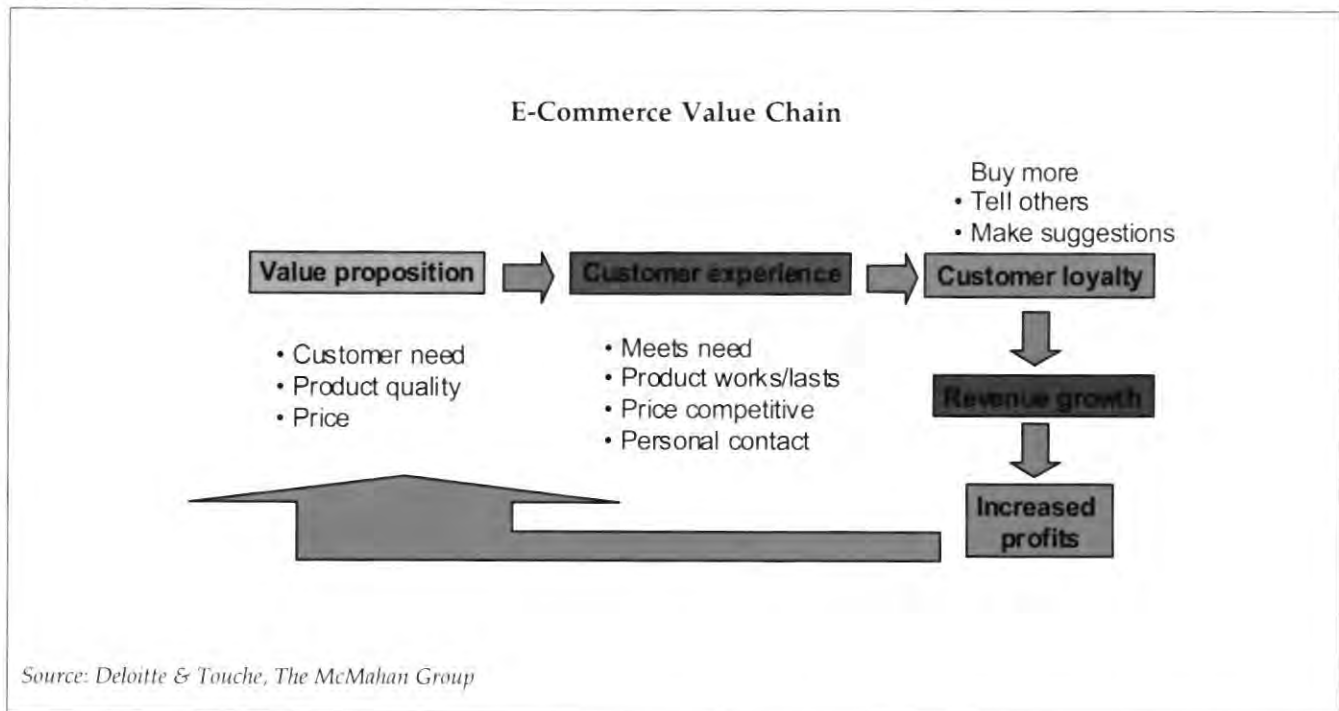 E-Commerce Value Chain
Buy more
• Tell others
• Make suggestions
Value proposition
Customer experience
Customer loyalty
• Customer need
• Product quality
• Price
• Meets need
• Product works/lasts
• Price competitive
• Personal contact
Revenue growth
Increased
profits
Source: Deloitte & Touche, The McMahan Group